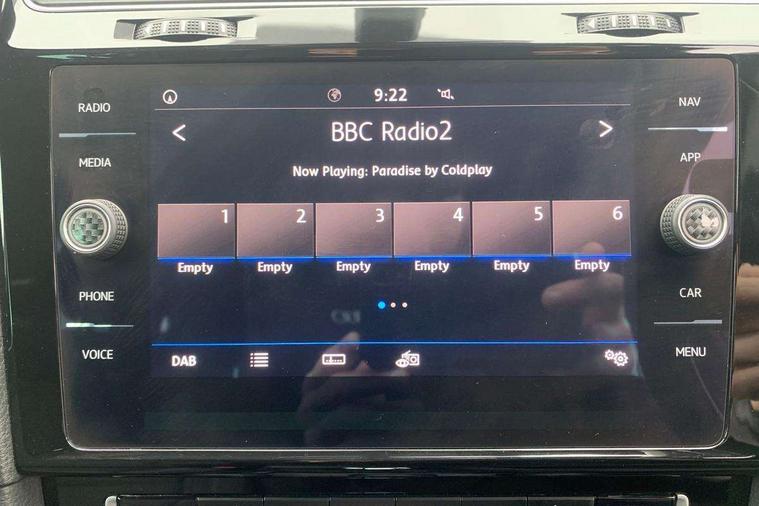 RADIO
MEDIA
PHONE
VOICE
9:22
BBC Radio2
Now Playing: Paradise by Coldplay
1 2 3 4 5 6
Empty Empty Empty Empty Empty Empty
DAB
NAV
APP
CAR
MENU